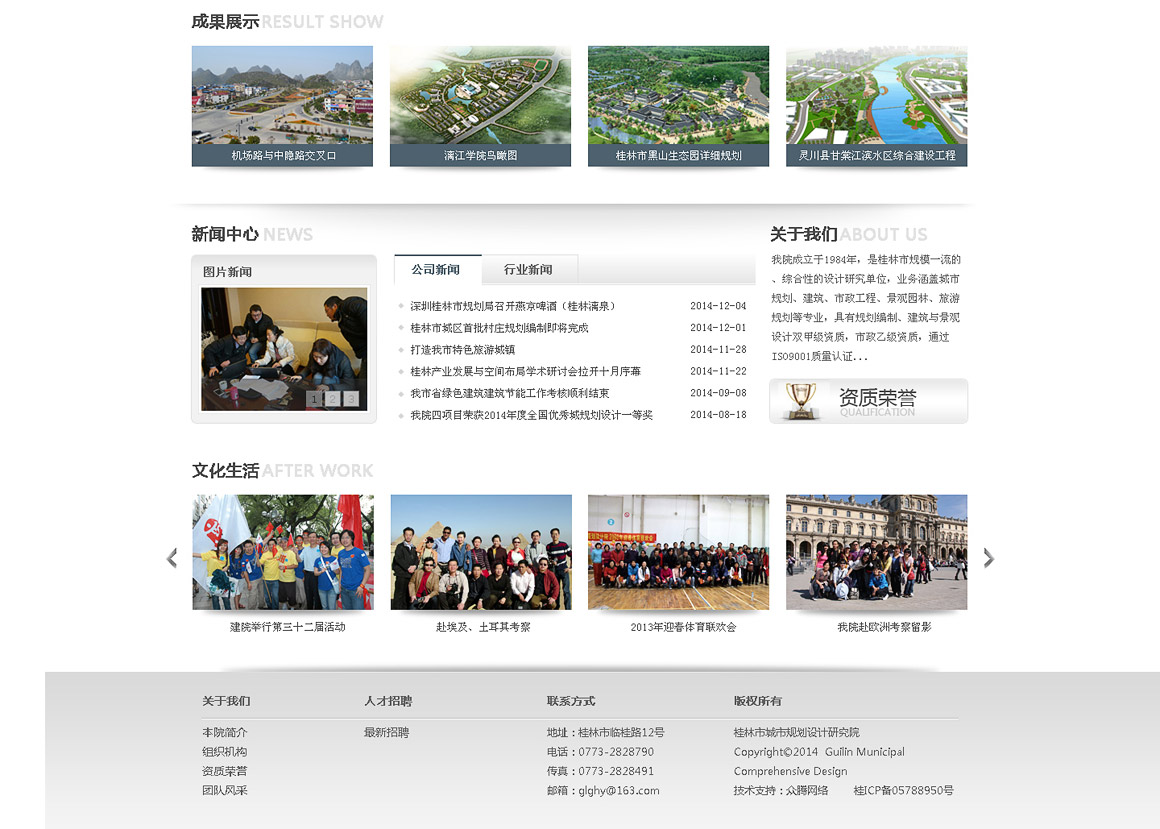 成果展示 RESULT SHOW
机场路与中隐路交叉口
漓江学院鸟瞰图
桂林市黑山生态园详细规划
灵川县甘棠江滨水区综合建设工程
新闻中心 NEWS
图片新闻
1 2 3
公司新闻 行业新闻
深圳桂林市规划局召开燕京啤酒（桂林漓泉） 2014-12-04
桂林市城区首批村庄规划编制即将完成 2014-12-01
打造我市特色旅游城镇 2014-11-28
桂林产业发展与空间布局学术研讨会拉开十月序幕 2014-11-22
我市省绿色建筑建筑节能工作考核顺利结束 2014-09-08
我院四项目荣获2014年度全国优秀城规划设计一等奖 2014-08-18
关于我们 ABOUT US
我院成立于1984年，是桂林市规模一流的
、综合性的设计研究单位，业务涵盖城市
规划、建筑、市政工程、景观园林、旅游
规划等专业，具有规划编制、建筑与景观
设计双甲级资质，市政乙级资质，通过
ISO9001质量认证...
资质荣誉
QUALIFICATION
文化生活 AFTER WORK
建院举行第三十二届活动
赴埃及、土耳其考察
2013年迎春体育联欢会
我院赴欧洲考察留影
关于我们
本院简介
组织机构
资质荣誉
团队风采
人才招聘
最新招聘
联系方式
地址：桂林市临桂路12号
电话：0773-2828790
传真：0773-2828491
邮箱：glghy@163.com
版权所有
桂林市城市规划设计研究院
Copyright©2014 Guilin Municipal
Comprehensive Design
技术支持：众腾网络 桂ICP备05788950号